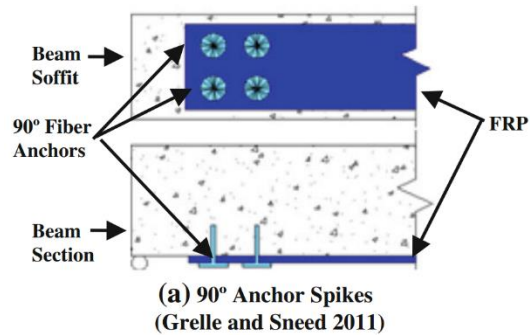 Beam
Soffit
90º Fiber
Anchors
FRP
Beam
Section
(a) 90º Anchor Spikes
(Grelle and Sneed 2011)